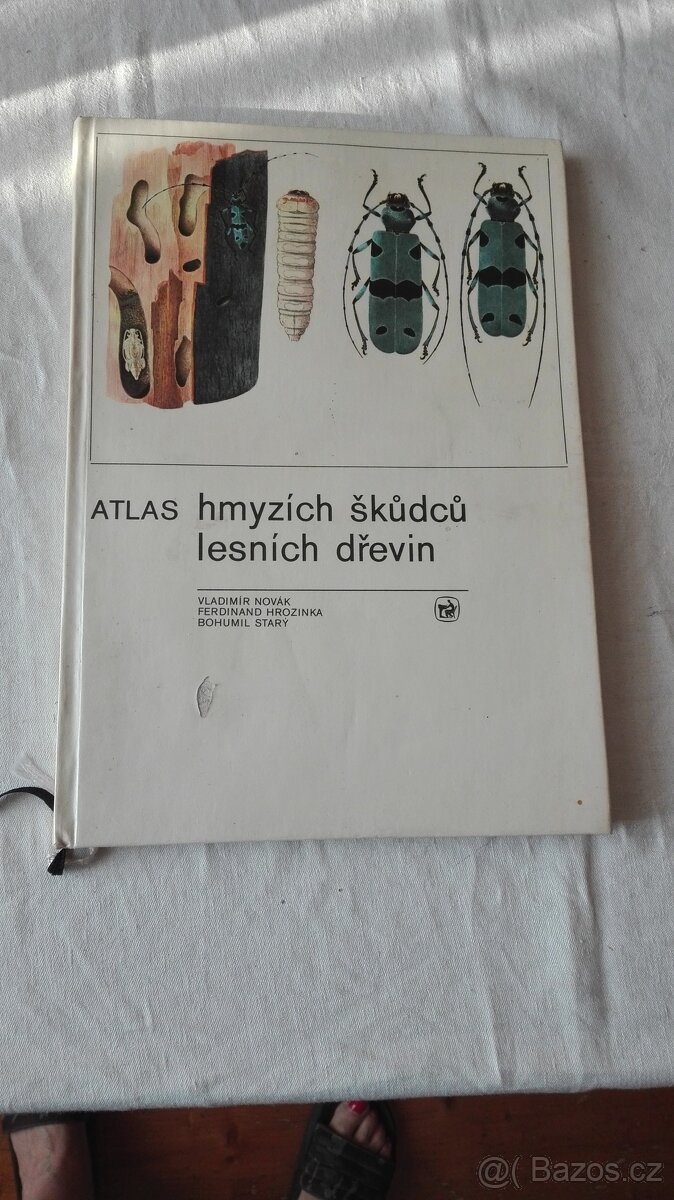 ATLAS hmyzích škůdců
lesních dřevin
VLADIMÍR NOVÁK
FERDINAND HROZINKA
BOHUMIL STARÝ
@( Bazos.cz